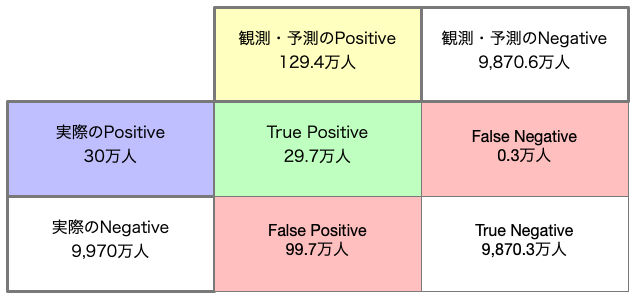 観測・予測のPositive
129.4万人
観測・予測のNegative
9,870.6万人
実際のPositive
30万人
True Positive
29.7万人
False Negative
0.3万人
実際のNegative
9,970万人
False Positive
99.7万人
True Negative
9,870.3万人